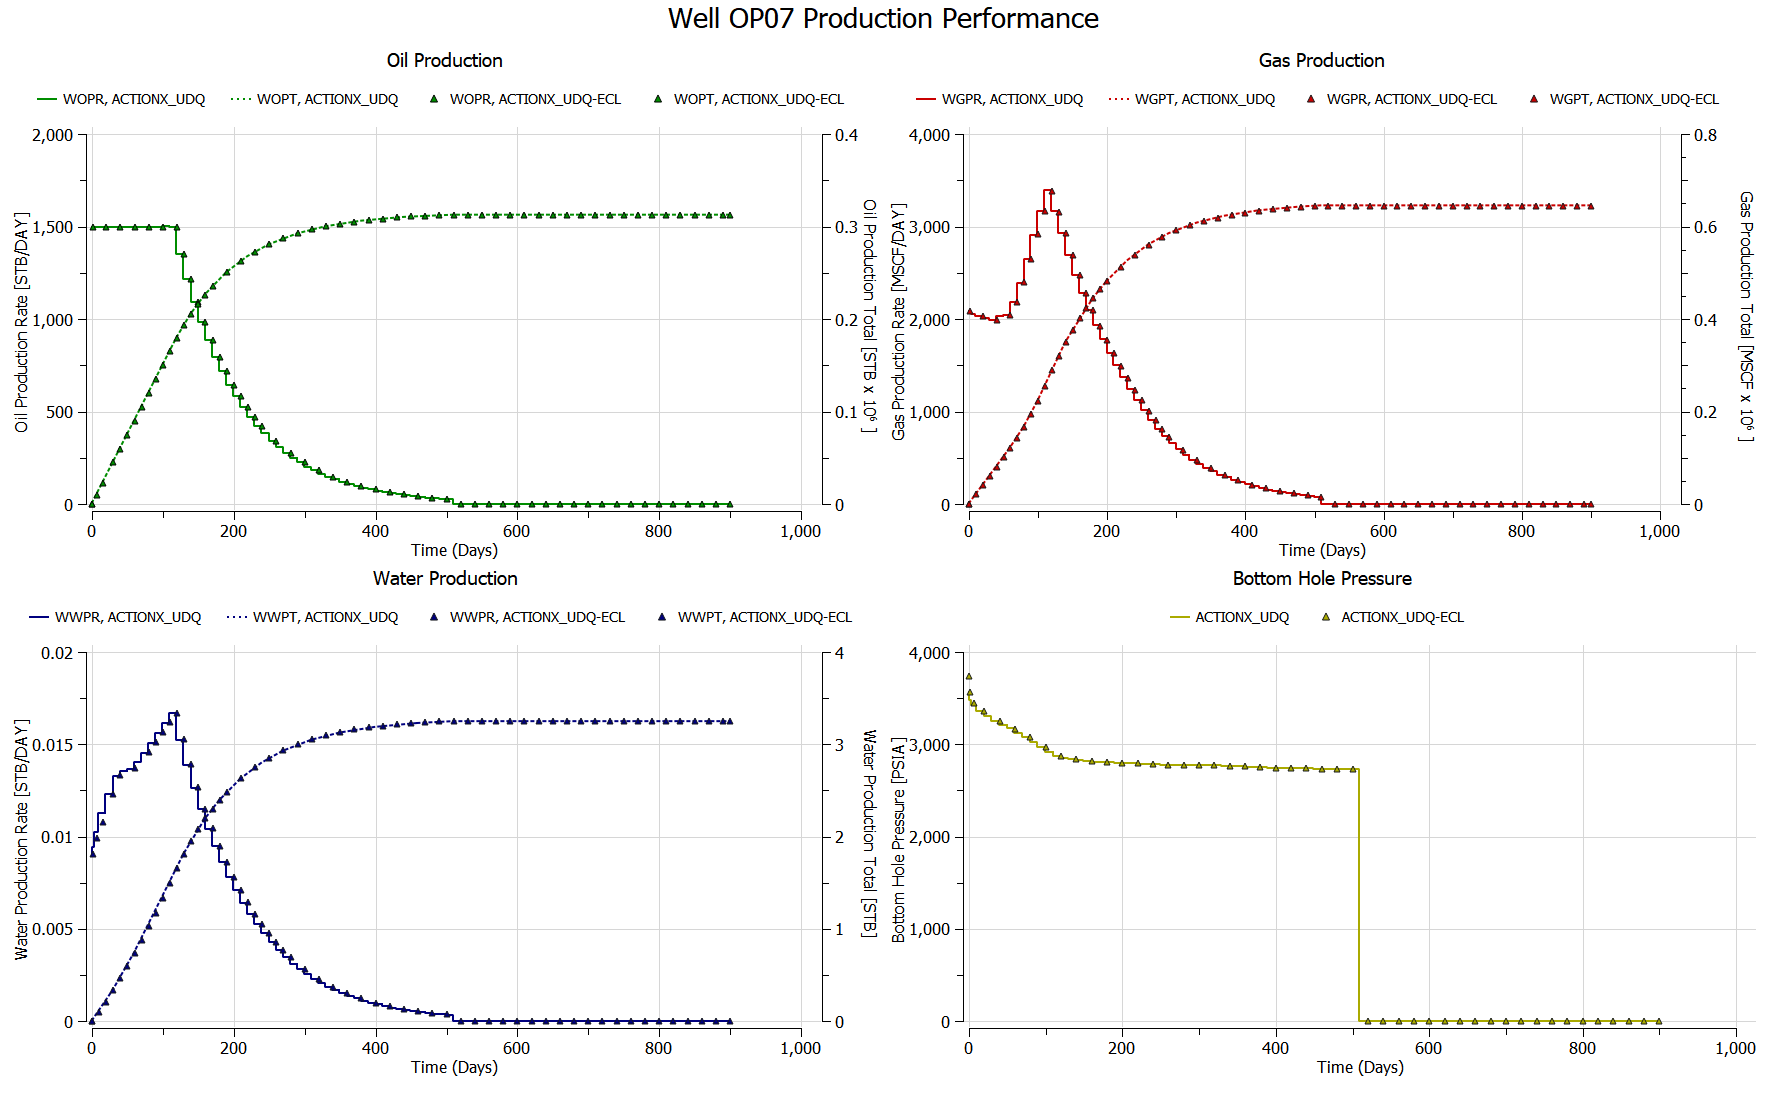 Well OP07 Production Performance
Oil Production
WOPR, ACTIONX_UDQ WOPT, ACTIONX_UDQ WOPR, ACTIONX_UDQ-ECL WOPT, ACTIONX_UDQ-ECL
2,000
1,500
1,000
500
0
Oil Production Rate [STB/DAY]
0.4
0.3
0.2
0.1
0
Oil Production Total [STB x 10⁶ ]
0 200 400 600 800 1,000
Time (Days)
Gas Production
WGPR, ACTIONX_UDQ WGPT, ACTIONX_UDQ WGPR, ACTIONX_UDQ-ECL WGPT, ACTIONX_UDQ-ECL
4,000
3,000
2,000
1,000
0
Gas Production Rate [MSCF/DAY]
0.8
0.6
0.4
0.2
0
Gas Production Total [MSCF x 10⁶ ]
0 200 400 600 800 1,000
Time (Days)
Water Production
WWPR, ACTIONX_UDQ WWPT, ACTIONX_UDQ WWPR, ACTIONX_UDQ-ECL WWPT, ACTIONX_UDQ-ECL
0.02
0.015
0.01
0.005
0
Water Production Rate [STB/DAY]
4
3
2
1
0
Water Production Total [STB]
0 200 400 600 800 1,000
Time (Days)
Bottom Hole Pressure
ACTIONX_UDQ ACTIONX_UDQ-ECL
4,000
3,000
2,000
1,000
0
Bottom Hole Pressure [PSIA]
0 200 400 600 800 1,000
Time (Days)